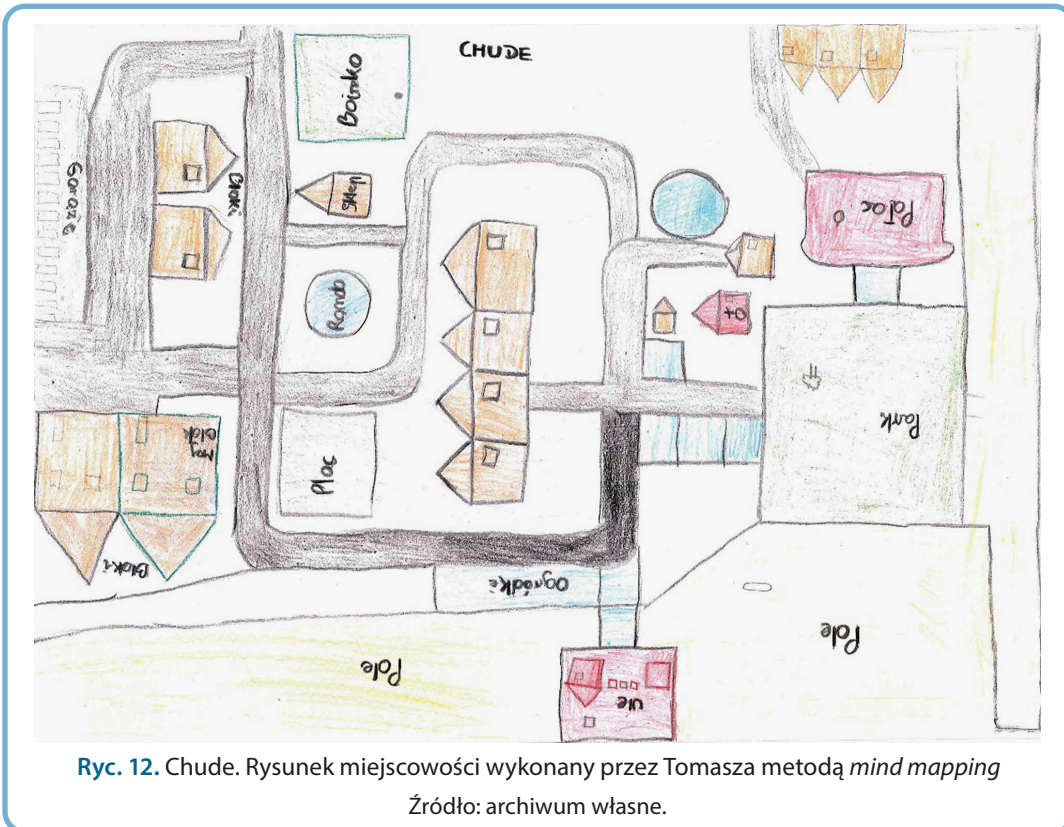 CHUDE
Boisko
Garaże
Bloki
Sklep
Pałac
Rondo
Park
Mój
blok
Plac
Bloki
Ogródki
Pole
Pole
Ryc. 12. Chude. Rysunek miejscowości wykonany przez Tomasza metodą mind mapping
Źródło: archiwum własne.